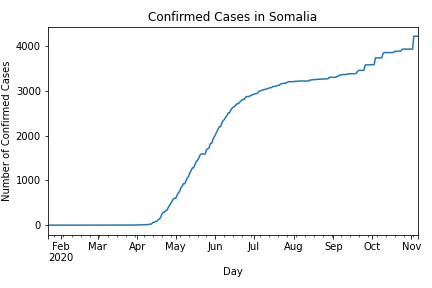 Confirmed Cases in Somalia
Number of Confirmed Cases
4000
3000
2000
1000
0
Feb Mar Apr May Jun Jul Aug Sep Oct Nov
2020
Day